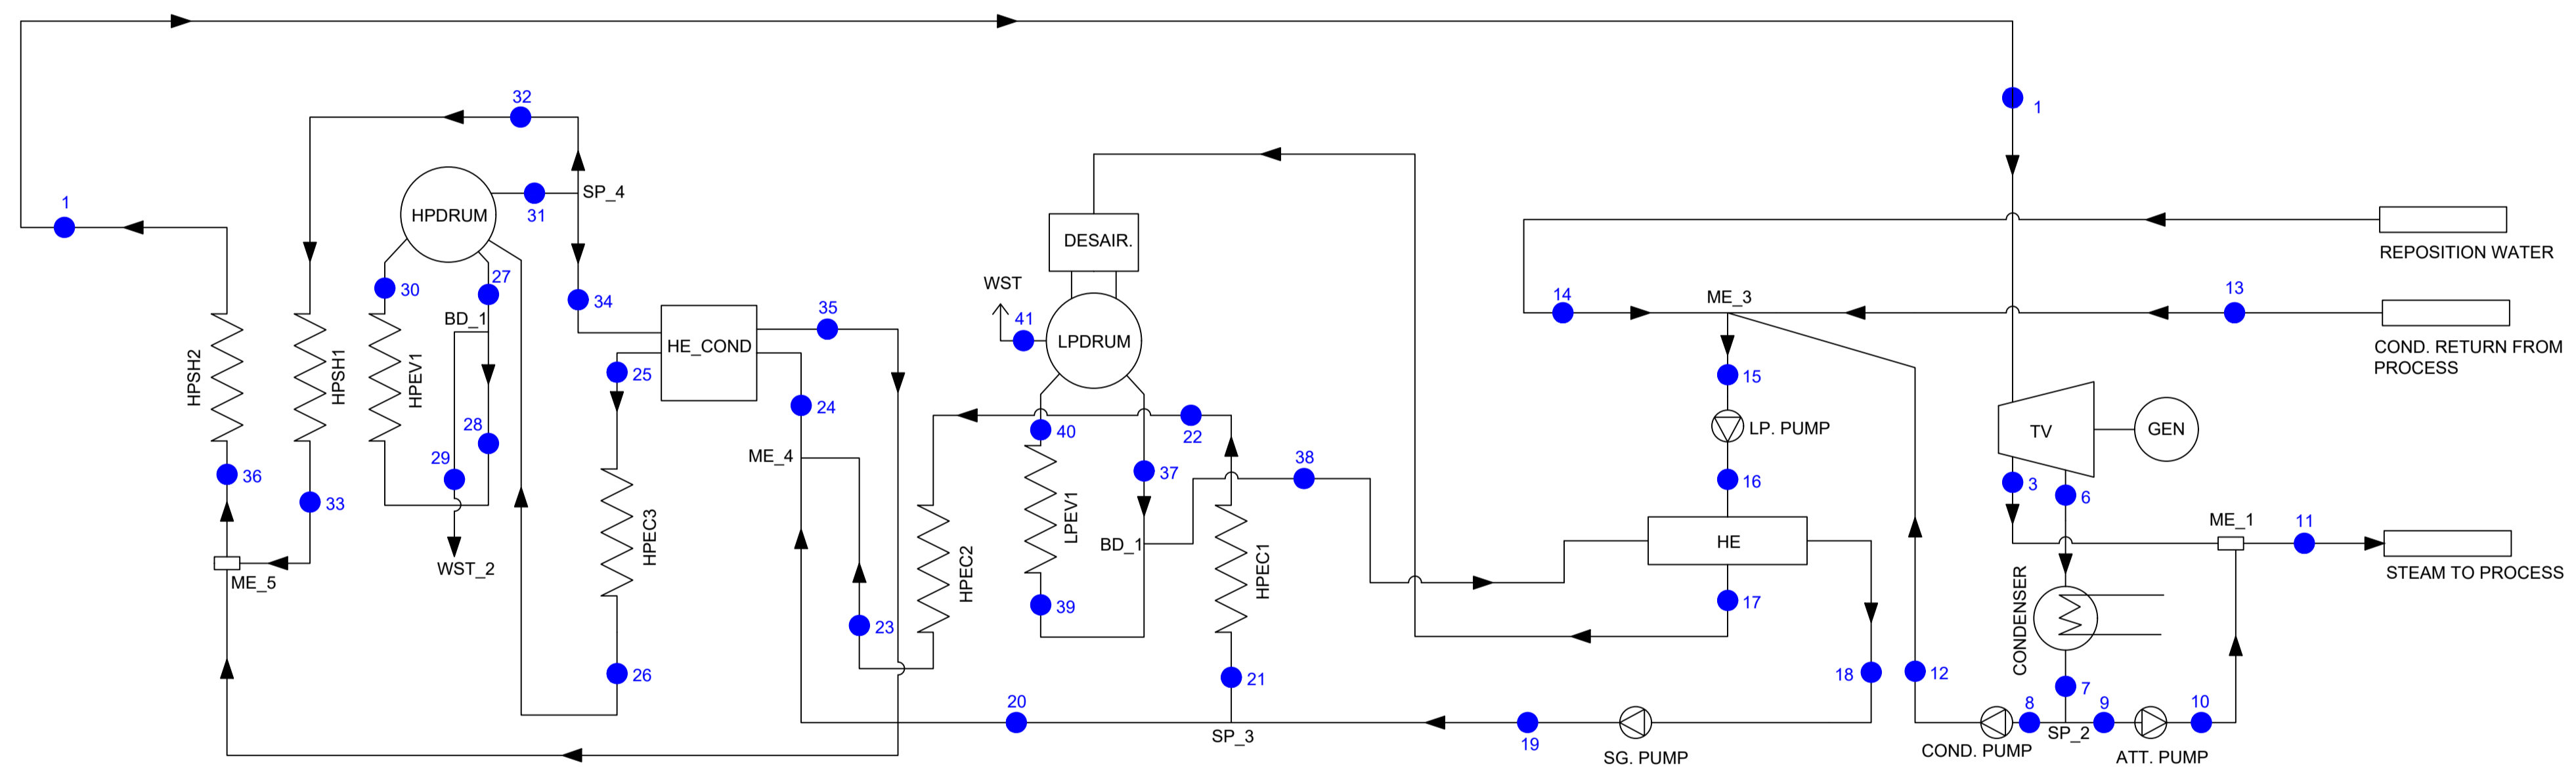 1
32
1
HPDRUM
31
SP_4
REPOSITION WATER
DESAIR.
30
27
34
WST
41
14
ME_3
13
BD_1
HE_COND
35
LPDRUM
COND. RETURN FROM
PROCESS
HPSH2
HPSH1
HPEV1
25
24
15
28
29
22
40
LP. PUMP
TV
GEN
36
33
ME_4
37
38
16
3
6
HPEC3
HPEC2
LPEV1
BD_1
HPEC1
HE
ME_1
11
STEAM TO PROCESS
WST_2
ME_5
23
39
17
CONDENSER
26
21
18
12
7
20
SP_3
19
SG. PUMP
8
9
10
SP_2
COND. PUMP
ATT. PUMP